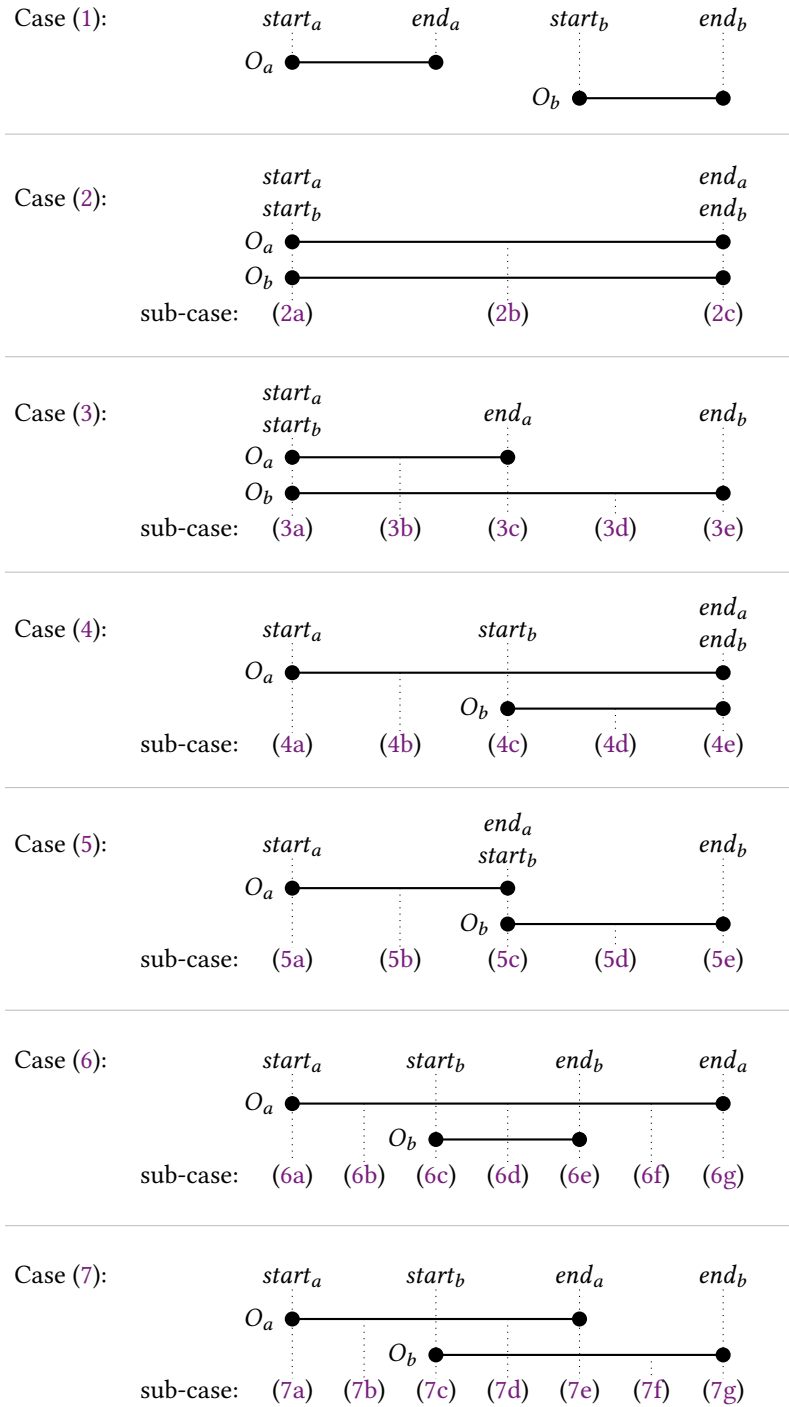 Case (1): start_a end_a start_b end_b
O_a
O_b
start_a end_a
Case (2):
start_b end_b
O_a
O_b
sub-case: (2a) (2b) (2c)
start_a
Case (3): end_a end_b
start_b
O_a
O_b
sub-case: (3a) (3b) (3c) (3d) (3e)
end_a
Case (4): start_a start_b
end_b
O_a
O_b
sub-case: (4a) (4b) (4c) (4d) (4e)
end_a
Case (5): start_a end_b
start_b
O_a
O_b
sub-case: (5a) (5b) (5c) (5d) (5e)
Case (6): start_a start_b end_b end_a
O_a
O_b
sub-case: (6a) (6b) (6c) (6d) (6e) (6f) (6g)
Case (7): start_a start_b end_a end_b
O_a
O_b
sub-case: (7a) (7b) (7c) (7d) (7e) (7f) (7g)